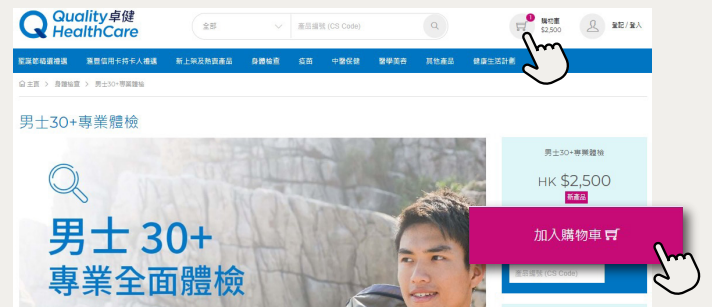 Quality 卓健
HealthCare
全部
產品編號 (CS Code)
1
購物車
$2,500
登記 / 登入
聖誕節精選禮遇 滙豐信用卡持卡人禮遇 新上架及熱賣產品 身體檢查 疫苗 中醫保健 醫學美容 其他產品 健康生活計劃
主頁 > 身體檢查 > 男士30+專業體檢
男士30+專業體檢
男士30+專業體檢
HK $2,500
新產品
男士 30+
專業全面體檢
加入購物車
產品編號 (CS Code)